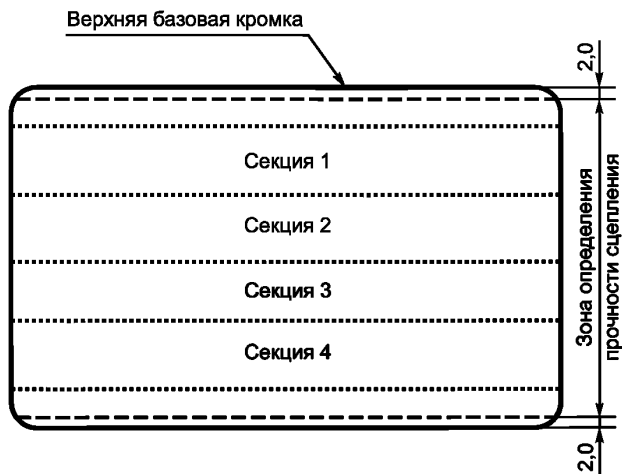 Верхняя базовая кромка
2,0
Секция 1
Секция 2
Секция 3
Секция 4
Зона определения
прочности сцепления
2,0